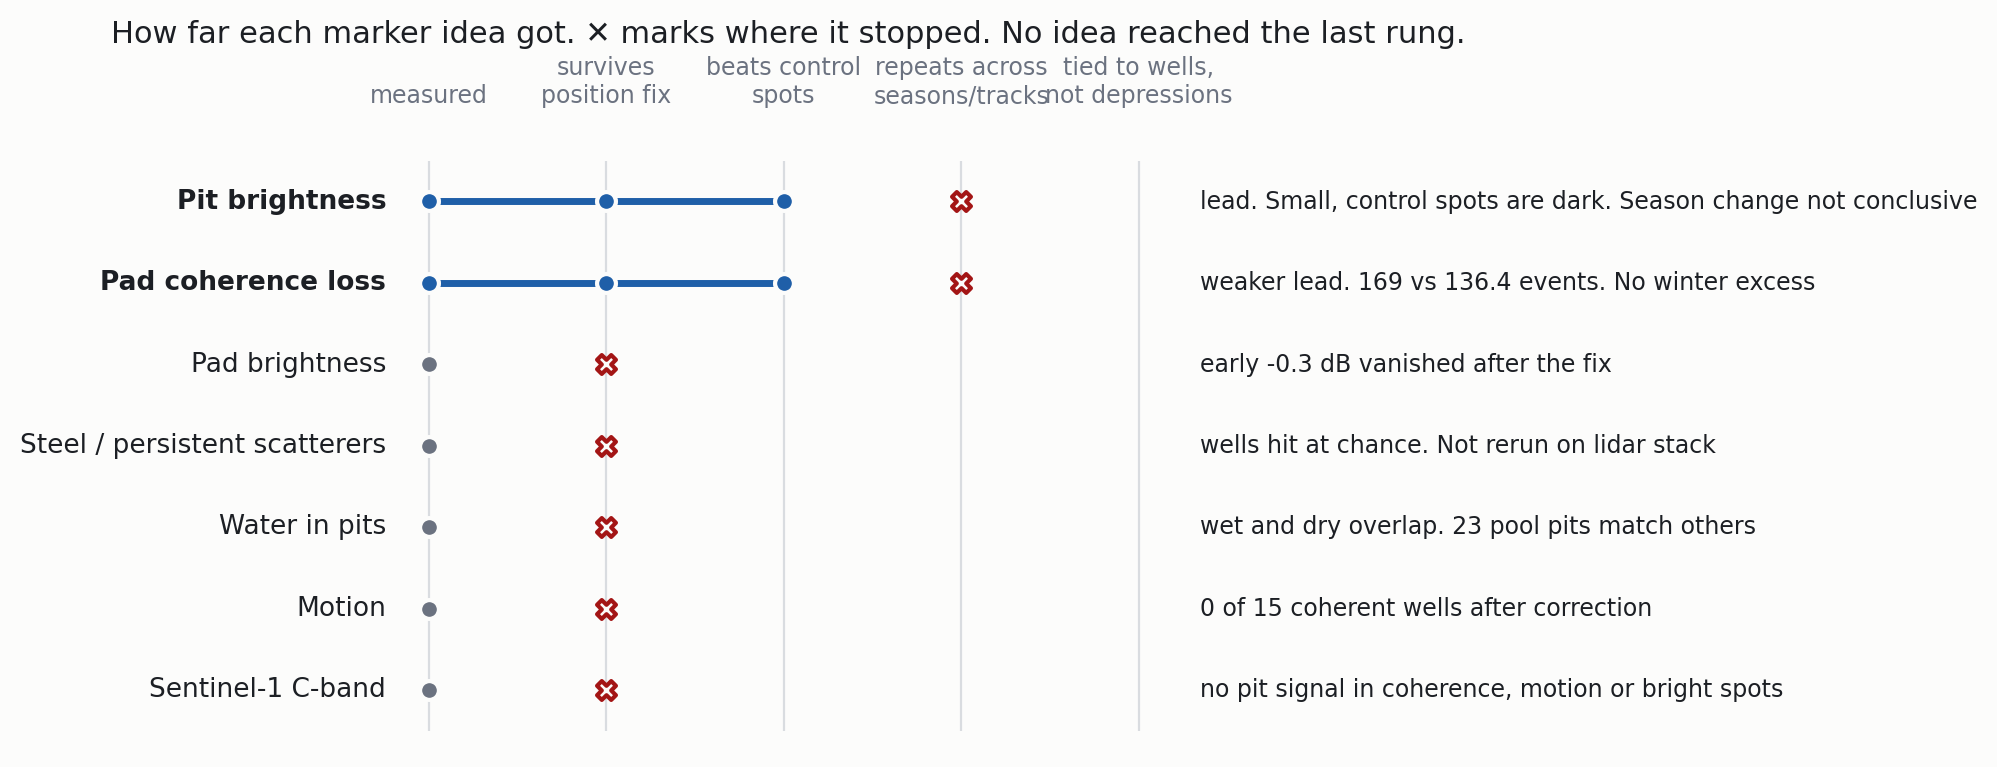 How far each marker idea got. ✕ marks where it stopped. No idea reached the last rung.
measured
survives
position fix
beats control
spots
repeats across
seasons/tracks
tied to wells,
not depressions
Pit brightness
lead. Small, control spots are dark. Season change not conclusive
Pad coherence loss
weaker lead. 169 vs 136.4 events. No winter excess
Pad brightness
early -0.3 dB vanished after the fix
Steel / persistent scatterers
wells hit at chance. Not rerun on lidar stack
Water in pits
wet and dry overlap. 23 pool pits match others
Motion
0 of 15 coherent wells after correction
Sentinel-1 C-band
no pit signal in coherence, motion or bright spots